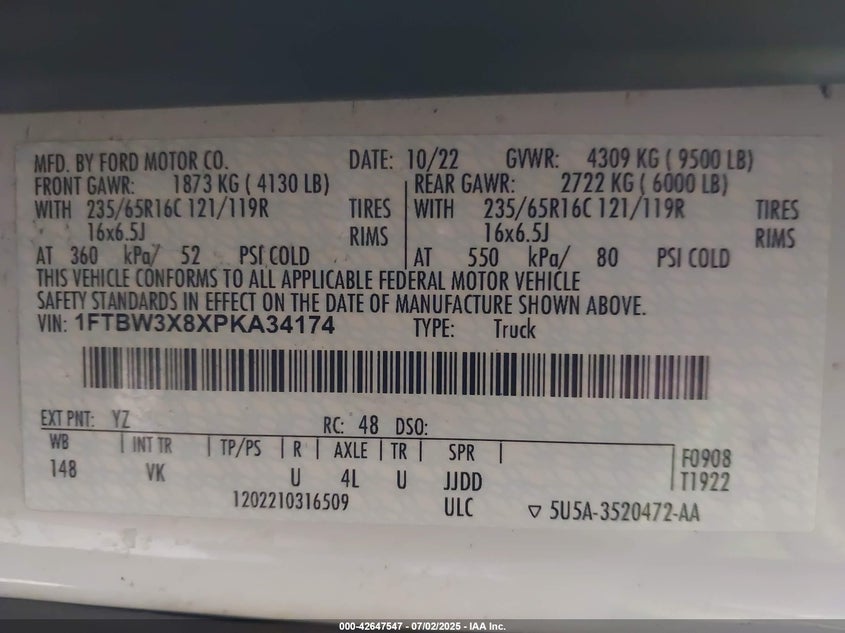 MFD. BY FORD MOTOR CO. DATE: 10/22 GVWR: 4309 KG ( 9500 LB)
FRONT GAWR: 1873 KG ( 4130 LB) REAR GAWR: 2722 KG ( 6000 LB)
WITH 235/65R16C 121/119R TIRES WITH 235/65R16C 121/119R TIRES
16x6.5J RIMS 16x6.5J RIMS
AT 360 kPa/ 52 PSI COLD AT 550 kPa/ 80 PSI COLD
THIS VEHICLE CONFORMS TO ALL APPLICABLE FEDERAL MOTOR VEHICLE
SAFETY STANDARDS IN EFFECT ON THE DATE OF MANUFACTURE SHOWN ABOVE.
VIN: 1FTBW3X8XPKA34174 TYPE: Truck
EXT PNT: YZ RC: 48 DSO:
WB INT TR TP/PS R AXLE TR SPR F0908
148 VK U 4L U JJDD T1922
1202210316509 ULC ▽ 5U5A-3520472-AA
000-42647547 - 07/02/2025 - IAA Inc.